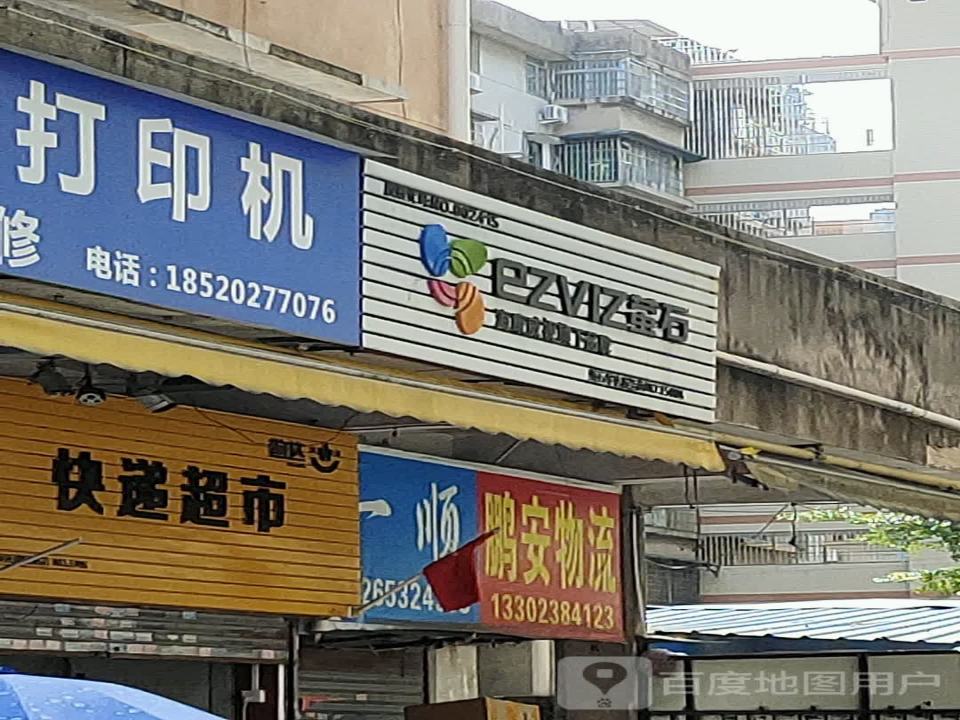 打印机
修
电话：18520277076
ezviz萤石
快递超市
一顺
鹏安物流
13302384123
百度地图用户